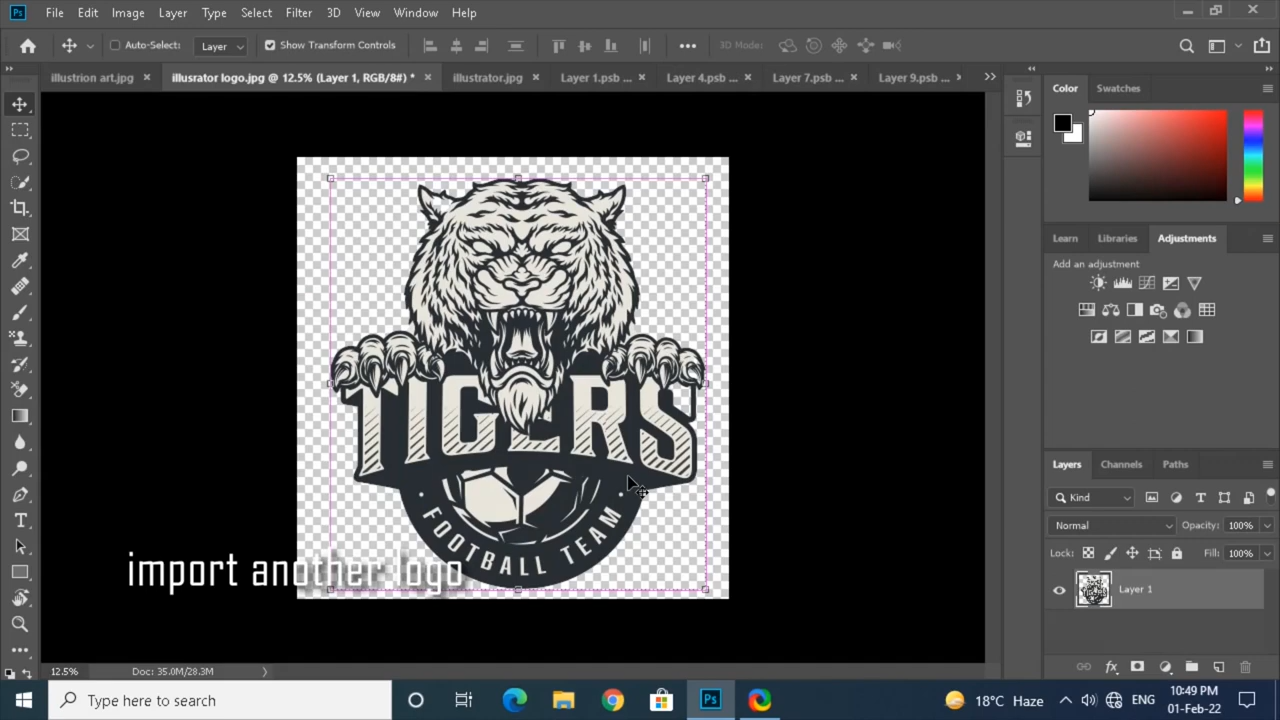 Ps File Edit Image Layer Type Select Filter 3D View Window Help
Auto-Select: Layer Show Transform Controls 3D Mode:
illustrion art.jpg × illusrator logo.jpg @ 12.5% (Layer 1, RGB/8#) * × illustrator.jpg × Layer 1.psb ... × Layer 4.psb ... × Layer 7.psb ... × Layer 9.psb ...
Color Swatches
Learn Libraries Adjustments
Add an adjustment
TIGERS
FOOTBALL TEAM
import another logo
Layers Channels Paths
Kind
Normal Opacity: 100%
Lock: Fill: 100%
Layer 1
12.5% Doc: 35.0M/28.3M
Type here to search
Ps
18°C Haze ENG
10:49 PM
01-Feb-22